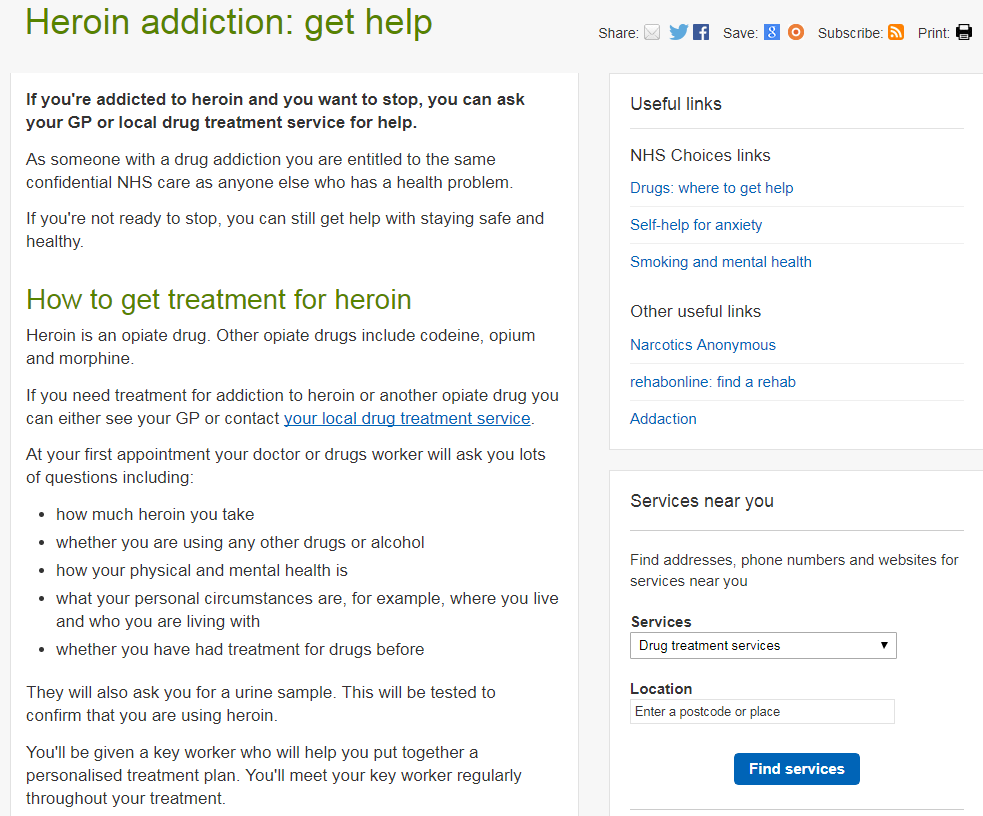 Heroin addiction: get help
Share:
Save:
8
Subscribe:
Print:
If you're addicted to heroin and you want to stop, you can ask
your GP or local drug treatment service for help.
As someone with a drug addiction you are entitled to the same
confidential NHS care as anyone else who has a health problem.
If you're not ready to stop, you can still get help with staying safe and
healthy.
How to get treatment for heroin
Heroin is an opiate drug. Other opiate drugs include codeine, opium
and morphine.
If you need treatment for addiction to heroin or another opiate drug you
can either see your GP or contact your local drug treatment service.
At your first appointment your doctor or drugs worker will ask you lots
of questions including:
• how much heroin you take
• whether you are using any other drugs or alcohol
• how your physical and mental health is
• what your personal circumstances are, for example, where you live
and who you are living with
• whether you have had treatment for drugs before
They will also ask you for a urine sample. This will be tested to
confirm that you are using heroin.
You'll be given a key worker who will help you put together a
personalised treatment plan. You'll meet your key worker regularly
throughout your treatment.
Useful links
NHS Choices links
Drugs: where to get help
Self-help for anxiety
Smoking and mental health
Other useful links
Narcotics Anonymous
rehabonline: find a rehab
Addaction
Services near you
Find addresses, phone numbers and websites for
services near you
Services
Drug treatment services
Location
Enter a postcode or place
Find services